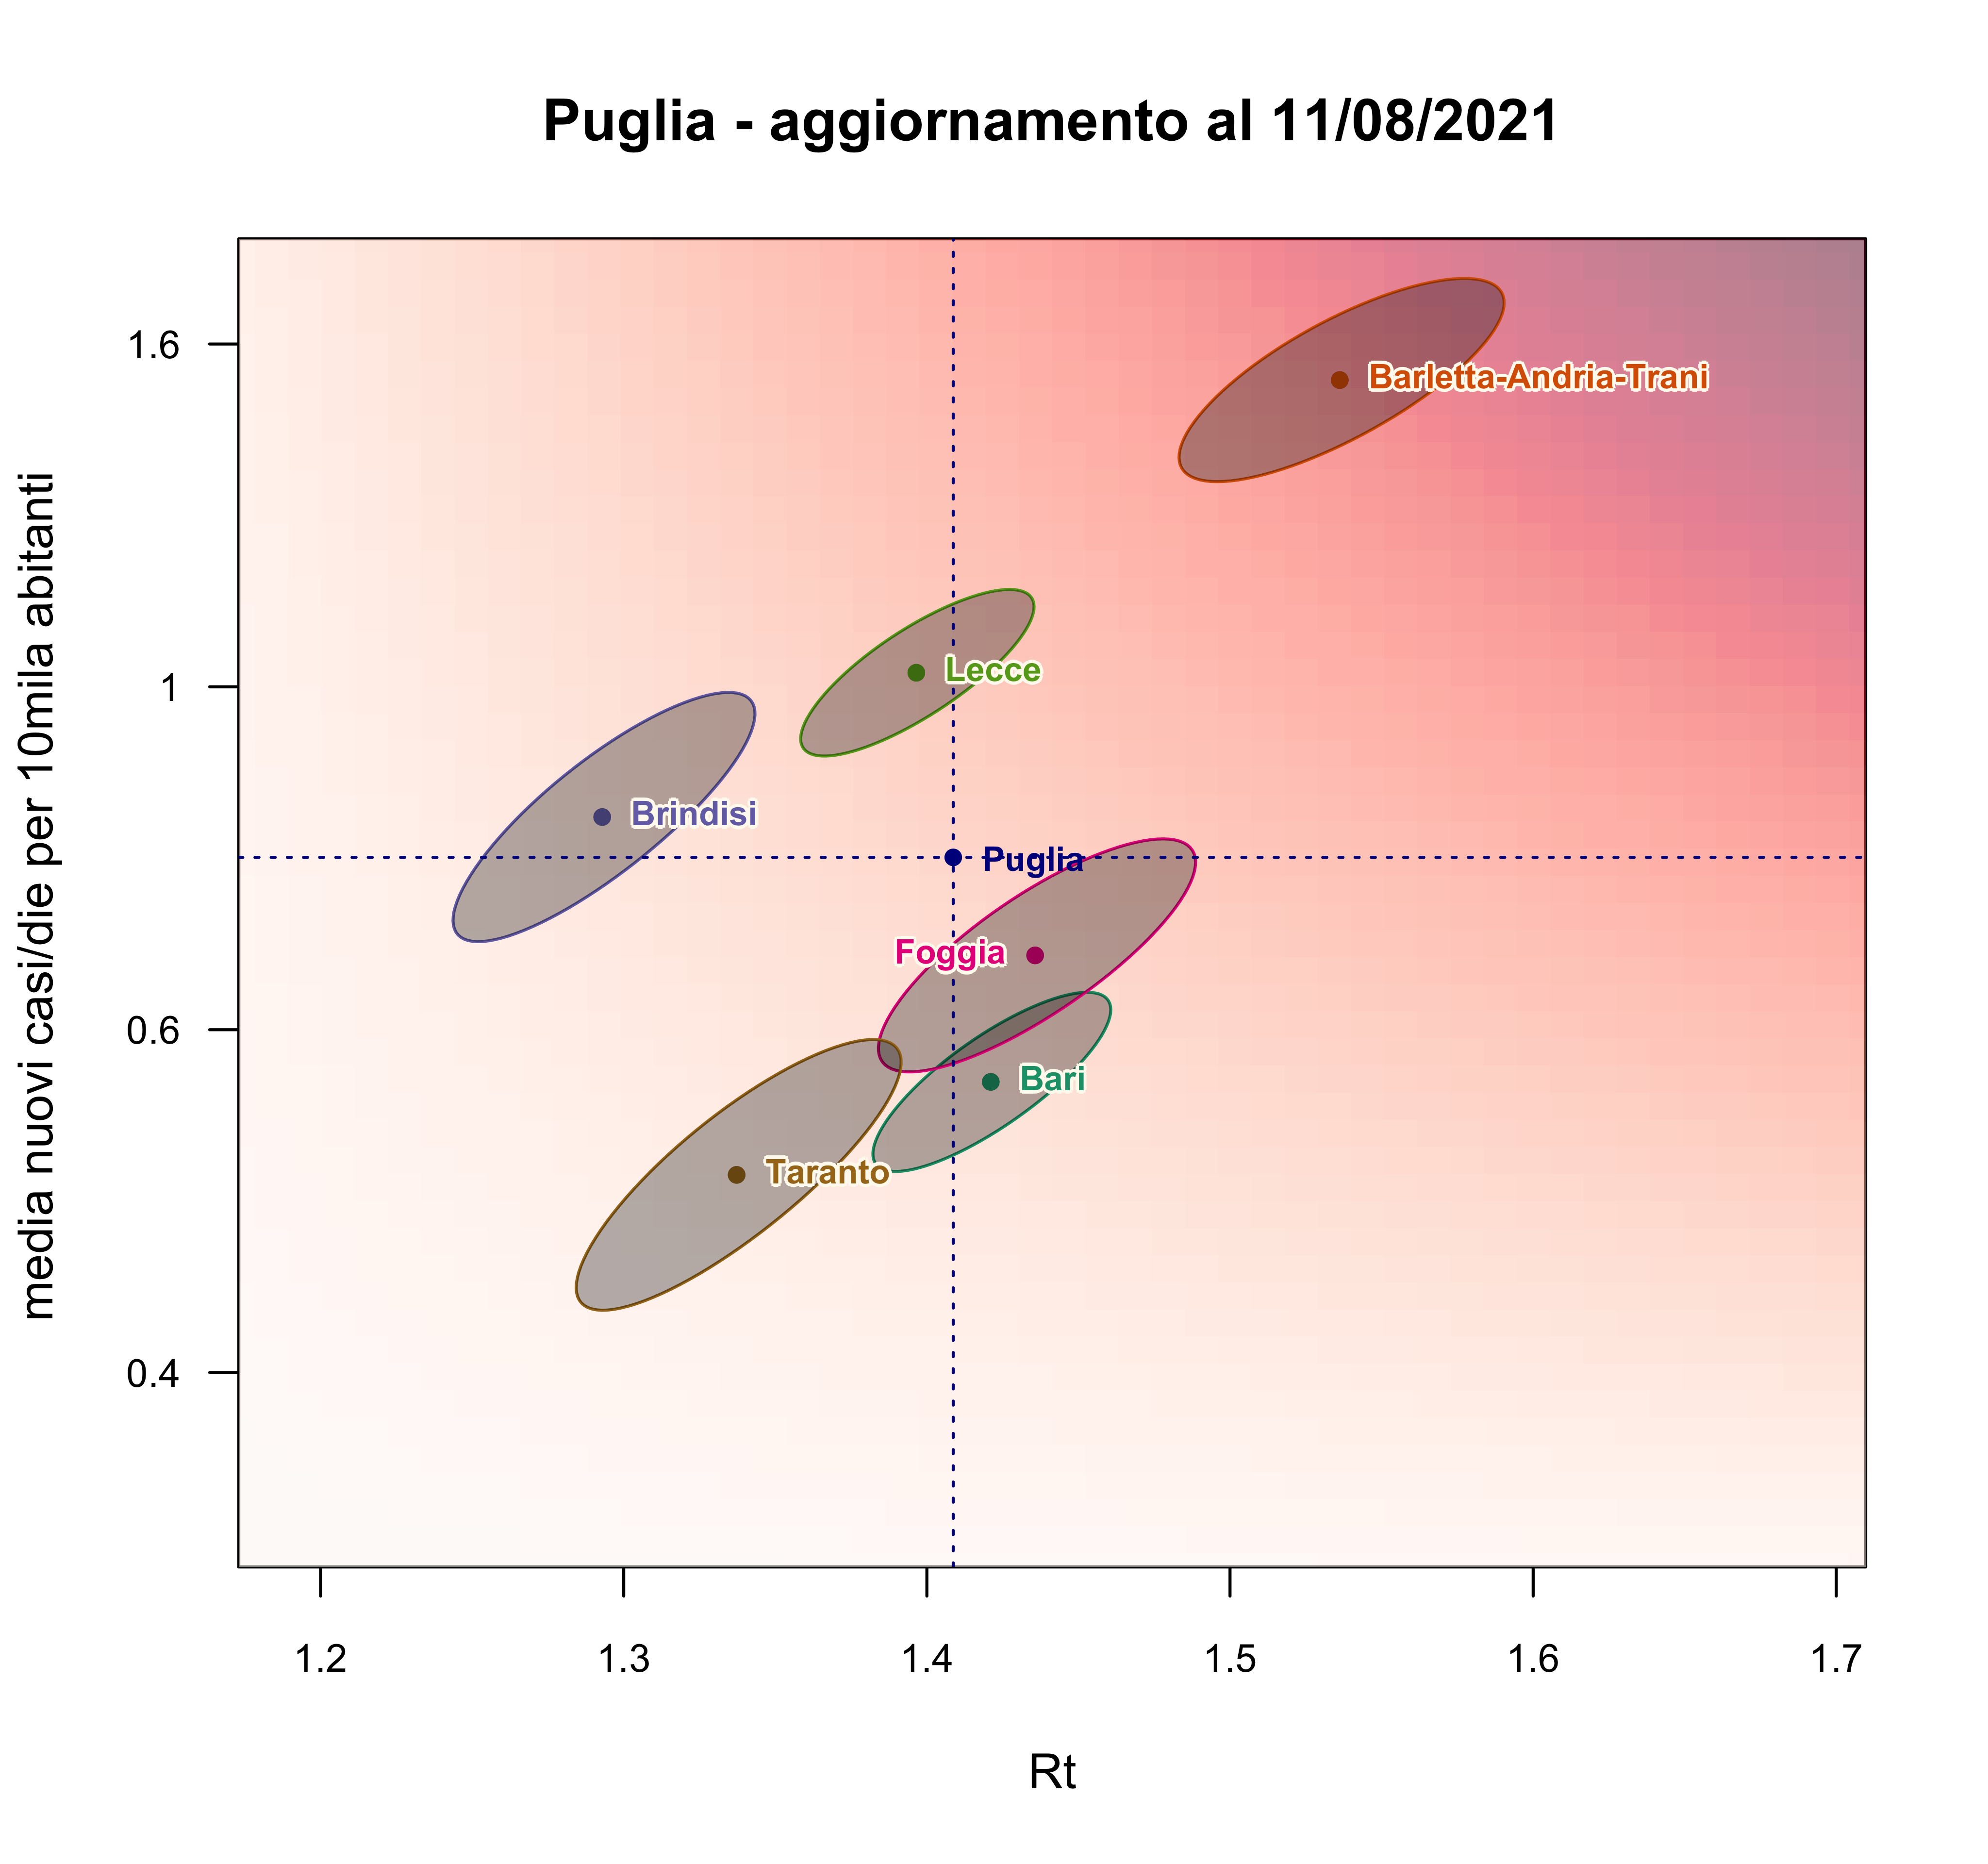 Puglia - aggiornamento al 11/08/2021
media nuovi casi/die per 10mila abitanti
1.6
1
0.6
0.4
Barletta-Andria-Trani
Lecce
Brindisi
Puglia
Foggia
Bari
Taranto
1.2 1.3 1.4 1.5 1.6 1.7
Rt